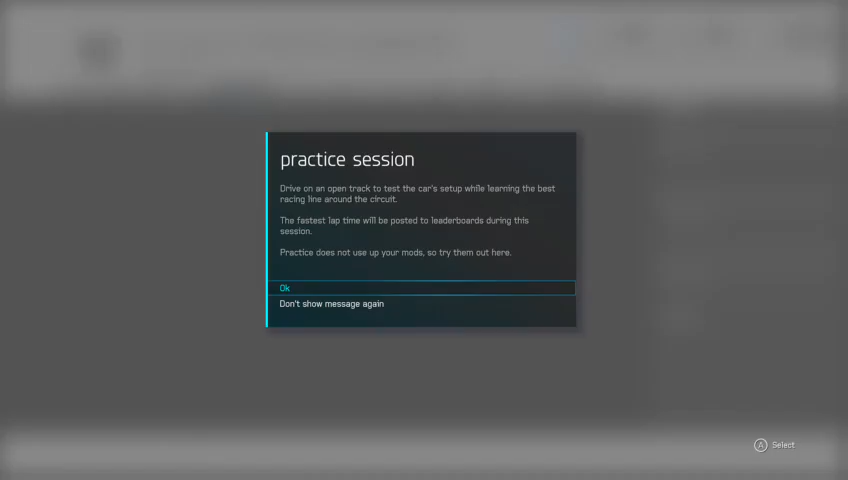 practice session
Drive on an open track to test the car's setup while learning the best
racing line around the circuit.
The fastest lap time will be posted to leaderboards during this
session.
Practice does not use up your mods, so try them out here.
Ok
Don't show message again
A Select